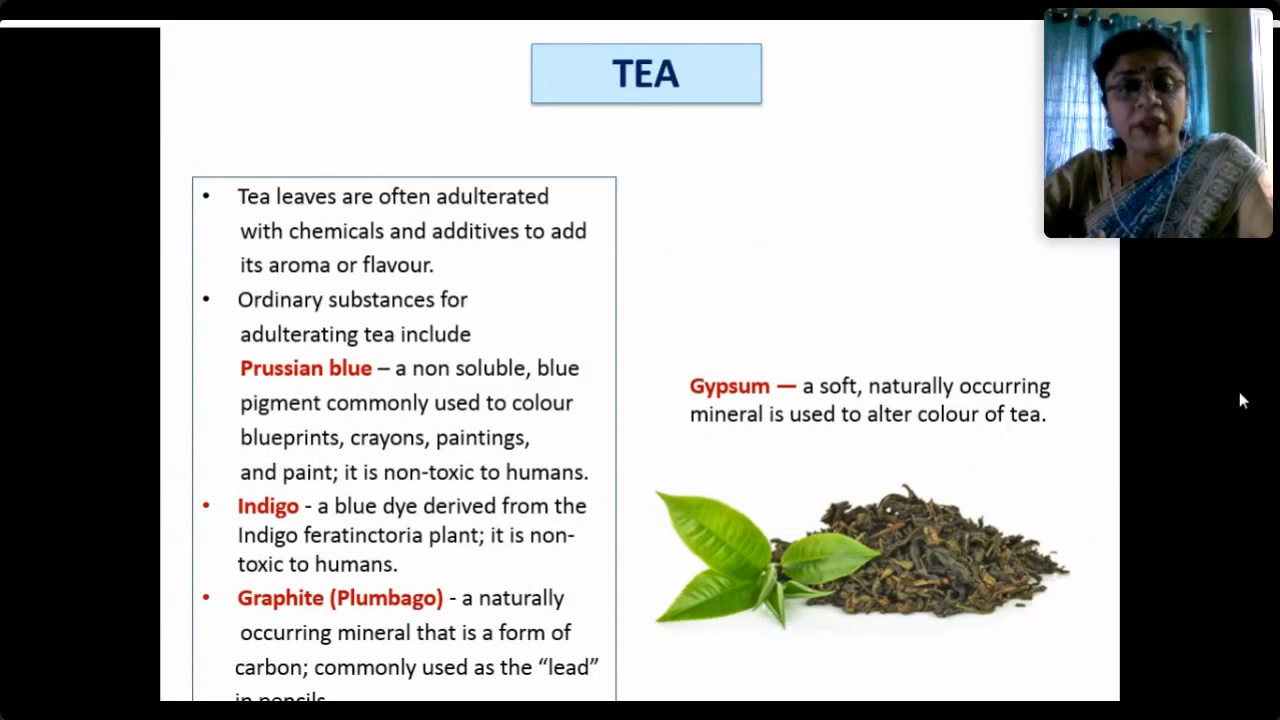 TEA
• Tea leaves are often adulterated
with chemicals and additives to add
its aroma or flavour.
• Ordinary substances for
adulterating tea include
Prussian blue – a non soluble, blue
pigment commonly used to colour
blueprints, crayons, paintings,
and paint; it is non-toxic to humans.
• Indigo - a blue dye derived from the
Indigo feratinctoria plant; it is non-
toxic to humans.
• Graphite (Plumbago) - a naturally
occurring mineral that is a form of
carbon; commonly used as the “lead”
in pencils
Gypsum — a soft, naturally occurring
mineral is used to alter colour of tea.